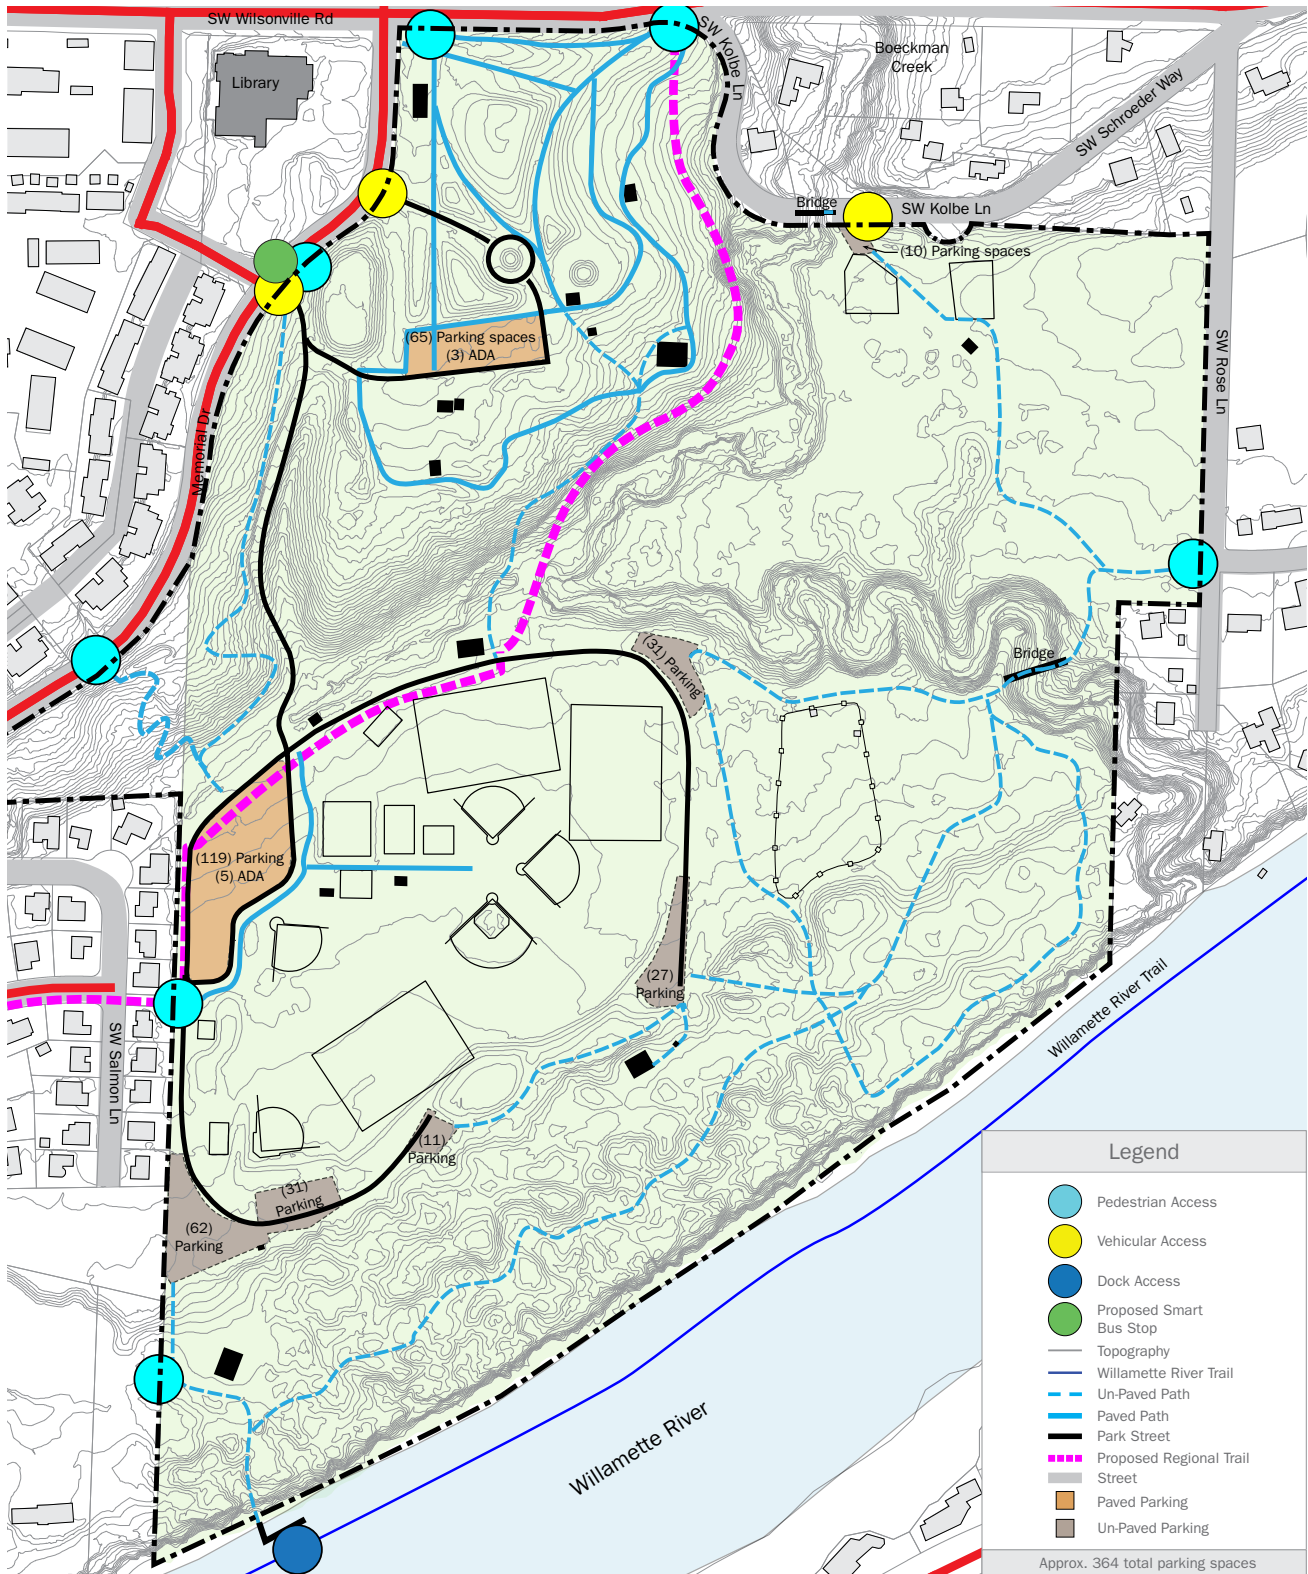 SW Wilsonville Rd
SW Kolbe Ln
Boeckman
Creek
Library
SW Schroeder Way
Bridge
SW Kolbe Ln
(10) Parking spaces
(65) Parking spaces
(3) ADA
SW Rose Ln
Memorial Dr
(31) Parking
Bridge
(119) Parking
(5) ADA
(27)
Parking
Willamette River Trail
SW Salmon Ln
(11)
Parking
(31)
Parking
(62)
Parking
Willamette River
Legend
Pedestrian Access
Vehicular Access
Dock Access
Proposed Smart
Bus Stop
Topography
Willamette River Trail
Un-Paved Path
Paved Path
Park Street
Proposed Regional Trail
Street
Paved Parking
Un-Paved Parking
Approx. 364 total parking spaces